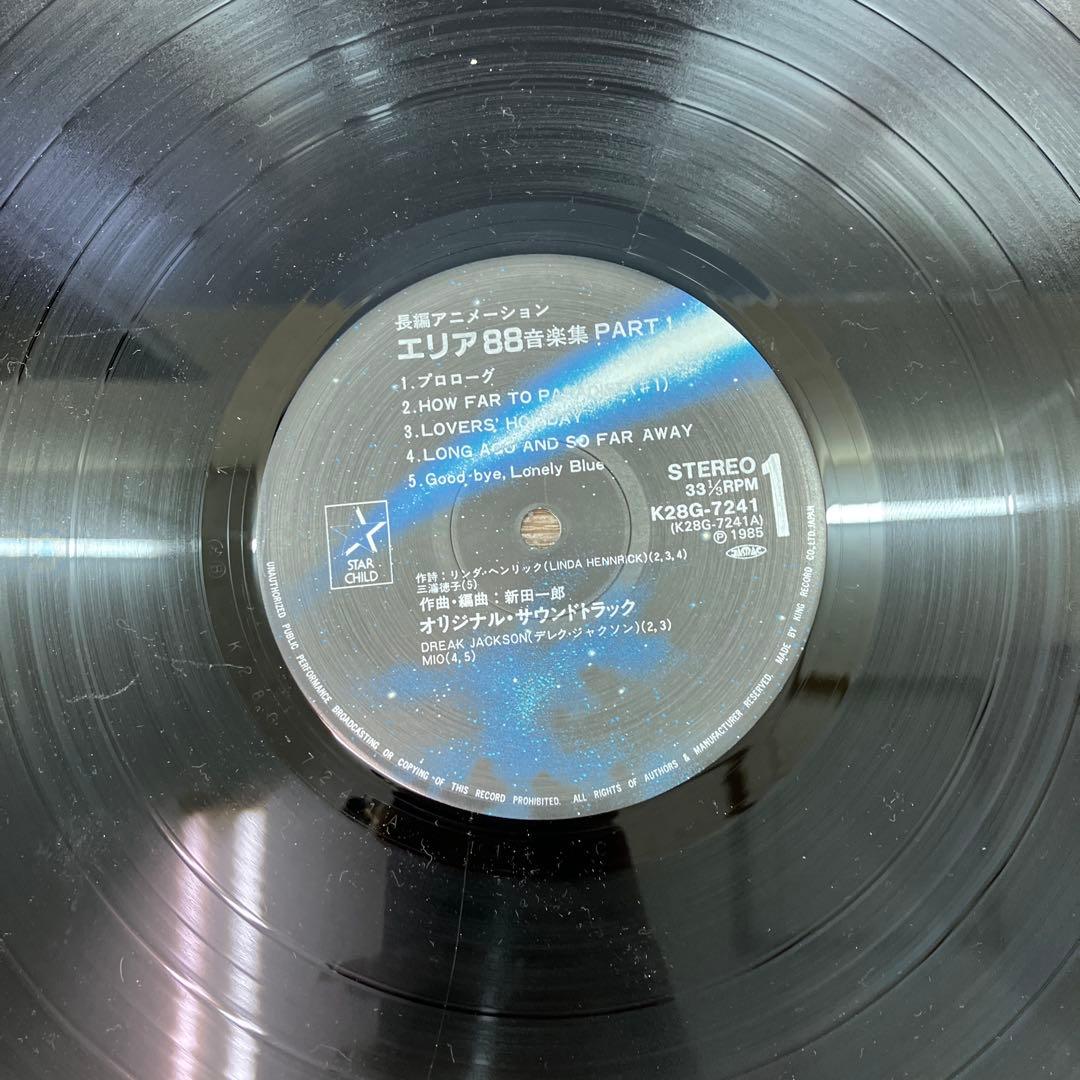 長編アニメーション
エリア88音楽集 PART 1
1.プロローグ
2.HOW FAR TO PARADISE(#1)
3.LOVERS' HOLIDAY
4.LONG AGO AND SO FAR AWAY
5.Good-bye, Lonely Blue
STEREO
33⅓RPM
1
K28G-7241
(K28G-7241A)
Ⓟ1985
JASRAC
STAR
CHILD
作詩:リンダ・ヘンリック(LINDA HENNRICK)(2,3,4)
三浦徳子(5)
作曲・編曲:新田一郎
オリジナル・サウンドトラック
DREAK JACKSON(デレク・ジャクソン)(2,3)
MIO(4,5)
UNAUTHORIZED PUBLIC PERFORMANCE BROADCASTING OR COPYING OF THIS RECORD PROHIBITED. ALL RIGHTS OF AUTHORS & MANUFACTURER RESERVED. MADE BY KING RECORD CO.,LTD.JAPAN